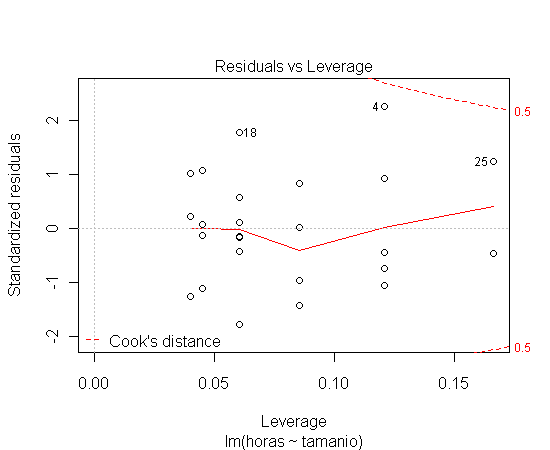 Residuals vs Leverage
Standardized residuals
2
1
0
-1
-2
18
4
25
0.5
0.5
Cook's distance
0.00
0.05
0.10
0.15
Leverage
lm(horas ~ tamanio)